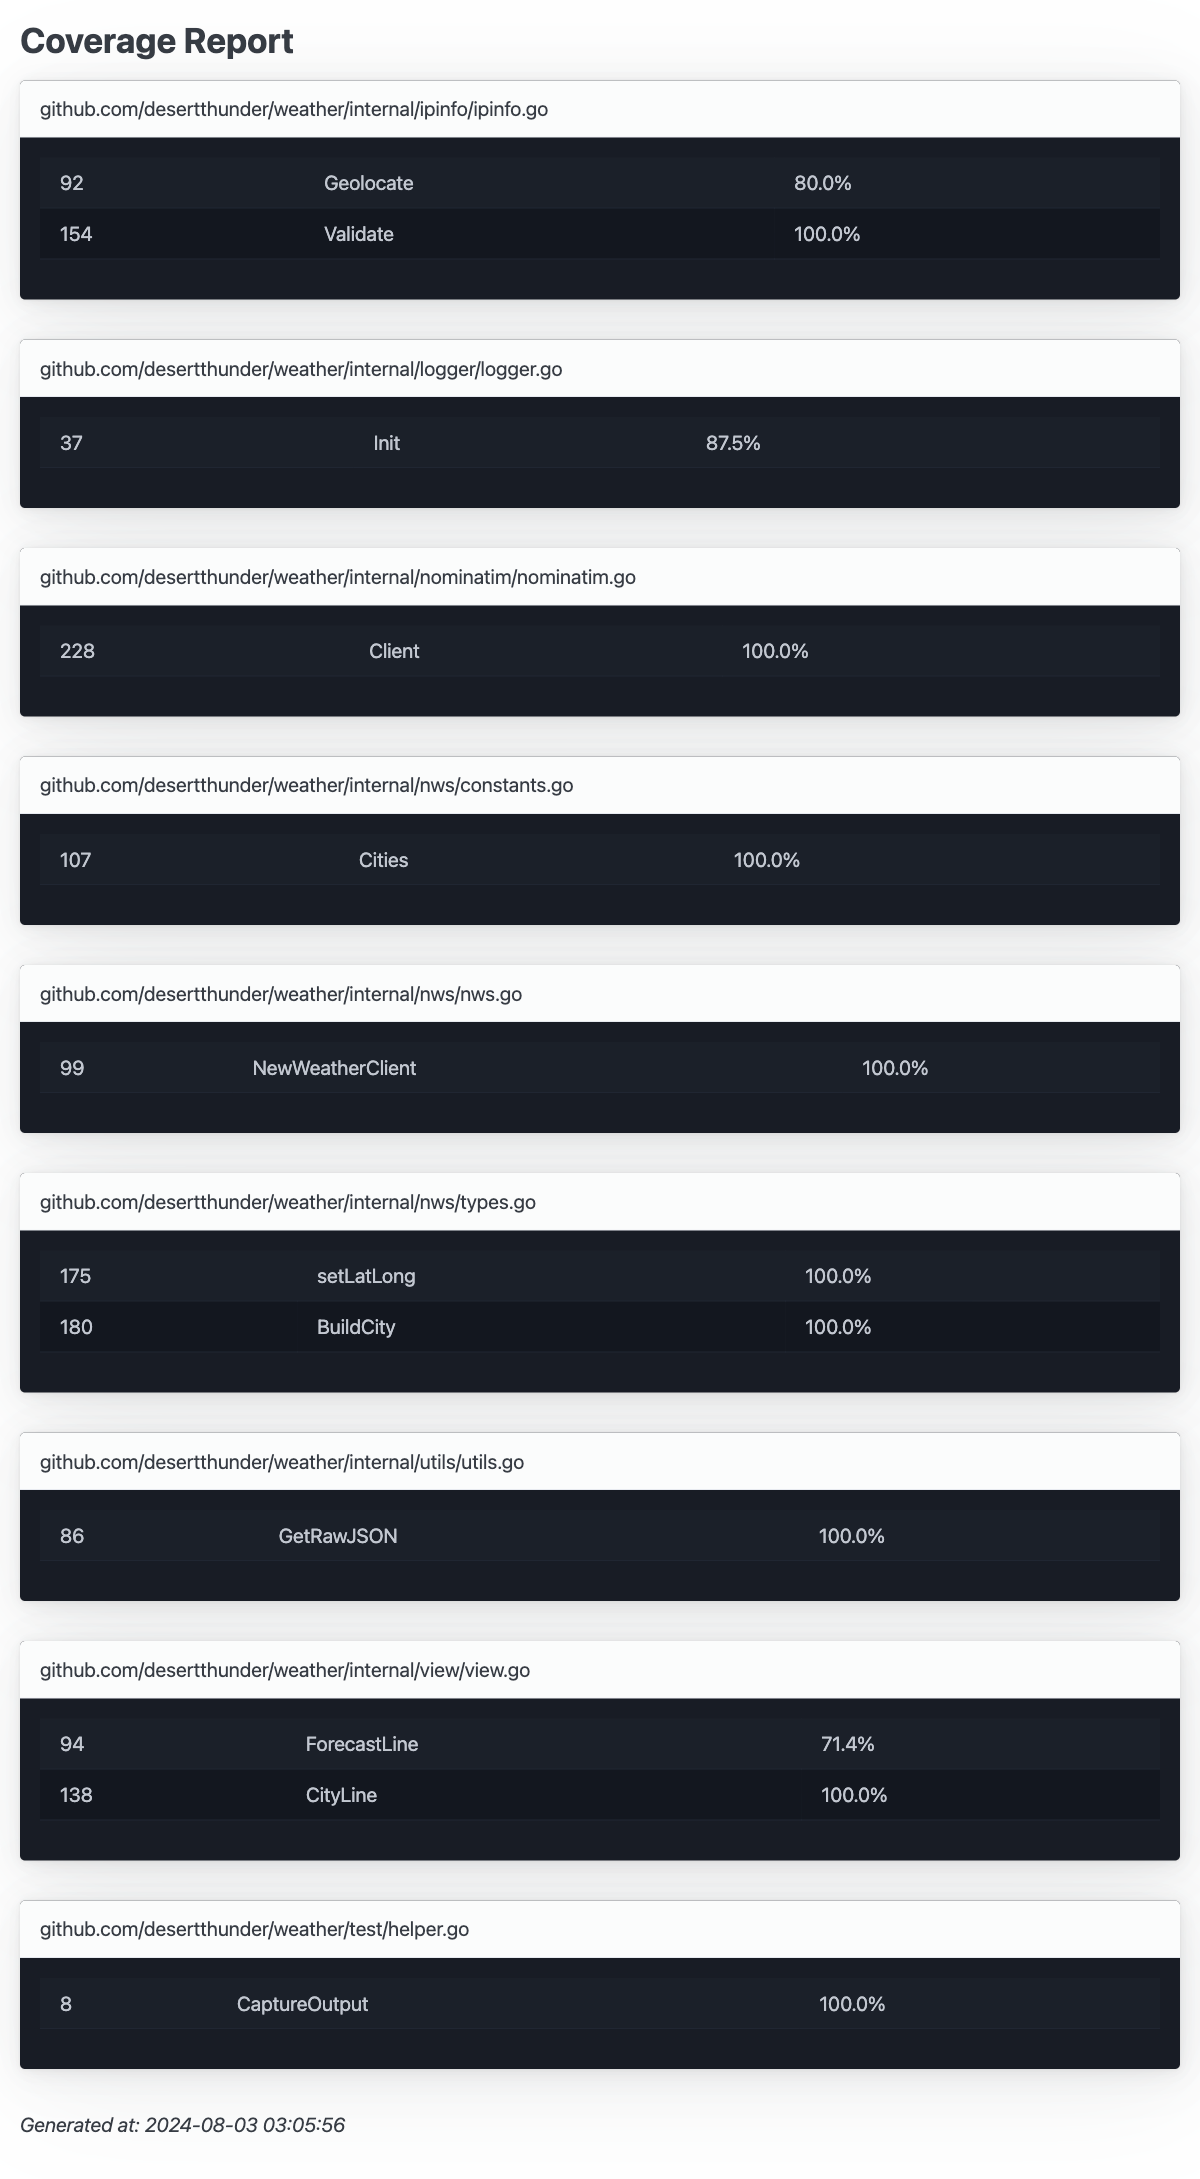 Coverage Report
github.com/desertthunder/weather/internal/ipinfo/ipinfo.go
92 Geolocate 80.0%
154 Validate 100.0%
github.com/desertthunder/weather/internal/logger/logger.go
37 Init 87.5%
github.com/desertthunder/weather/internal/nominatim/nominatim.go
228 Client 100.0%
github.com/desertthunder/weather/internal/nws/constants.go
107 Cities 100.0%
github.com/desertthunder/weather/internal/nws/nws.go
99 NewWeatherClient 100.0%
github.com/desertthunder/weather/internal/nws/types.go
175 setLatLong 100.0%
180 BuildCity 100.0%
github.com/desertthunder/weather/internal/utils/utils.go
86 GetRawJSON 100.0%
github.com/desertthunder/weather/internal/view/view.go
94 ForecastLine 71.4%
138 CityLine 100.0%
github.com/desertthunder/weather/test/helper.go
8 CaptureOutput 100.0%
Generated at: 2024-08-03 03:05:56